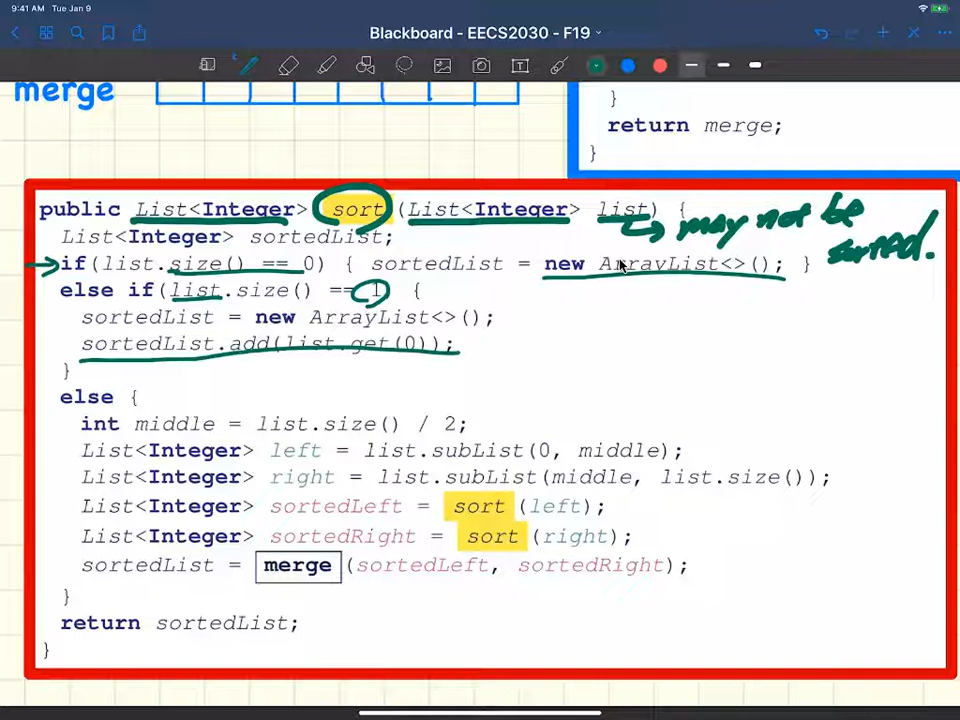 9:41 AM Tue Jan 9
Blackboard - EECS2030 - F19
merge
}
return merge;
}
public List<Integer> sort (List<Integer> list) {
may not be
sorted.
List<Integer> sortedList;
if(list.size() == 0) { sortedList = new ArrayList<>(); }
else if(list.size() == 1) {
sortedList = new ArrayList<>();
sortedList.add(list.get(0));
}
else {
int middle = list.size() / 2;
List<Integer> left = list.subList(0, middle);
List<Integer> right = list.subList(middle, list.size());
List<Integer> sortedLeft = sort (left);
List<Integer> sortedRight = sort (right);
sortedList = merge (sortedLeft, sortedRight);
}
return sortedList;
}